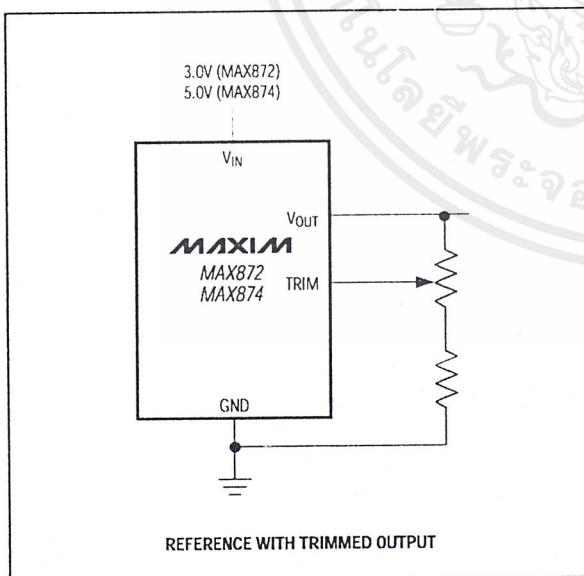 3.0V (MAX872)
5.0V (MAX874)
VIN
VOUT
MAXIM
MAX872
TRIM
MAX874
GND
REFERENCE WITH TRIMMED OUTPUT